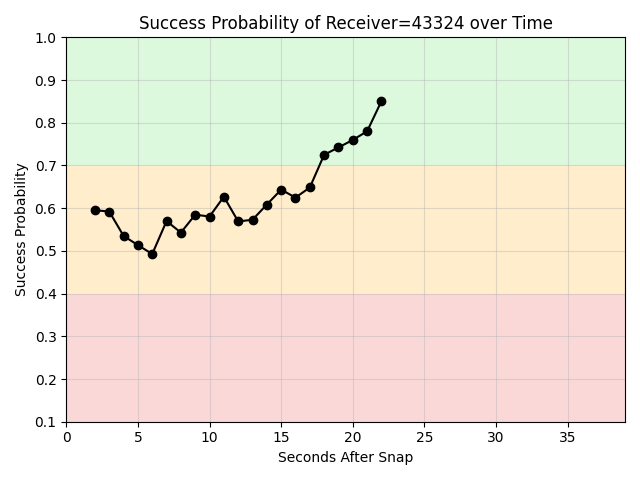 Success Probability of Receiver=43324 over Time
1.0
0.9
0.8
0.7
0.6
0.5
0.4
0.3
0.2
0.1
Success Probability
0 5 10 15 20 25 30 35
Seconds After Snap